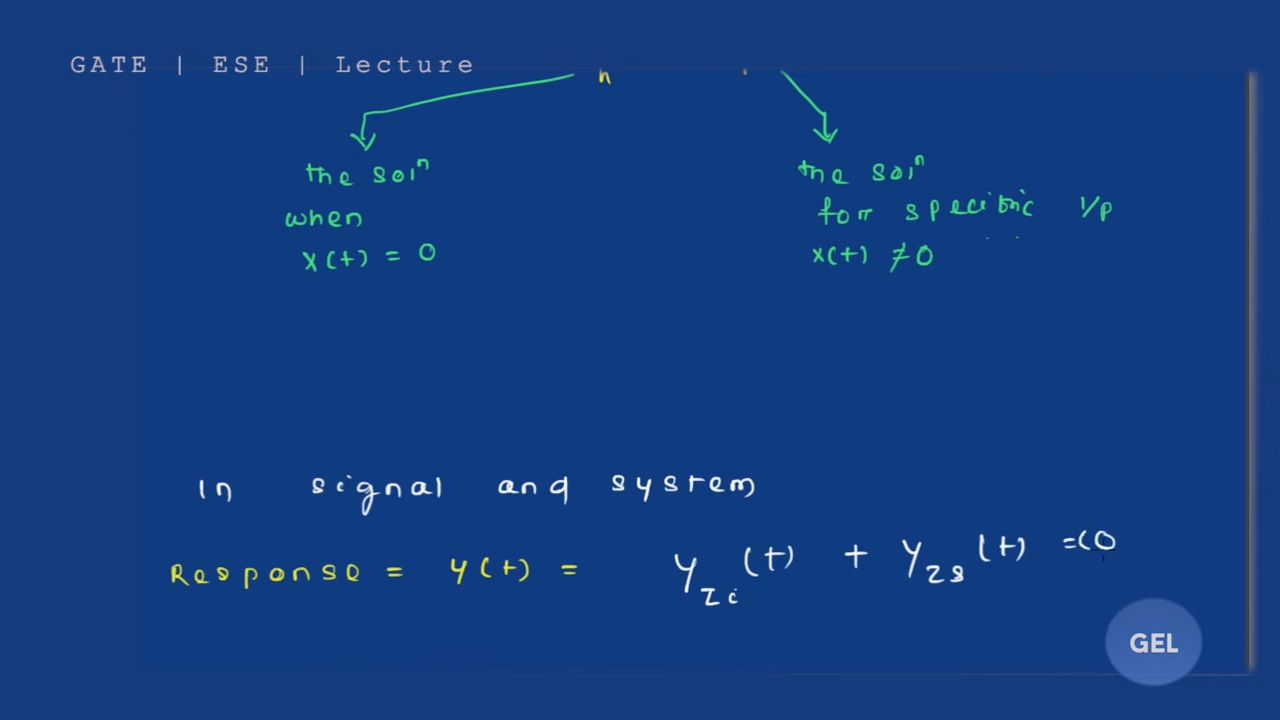 GATE | ESE | Lecture
h
the solⁿ
when
x(t) = 0
the solⁿ
for specific i/p
x(t) ≠ 0
In signal and system
Response = y(t) = y_zi (t) + y_zs (t) =
GEL